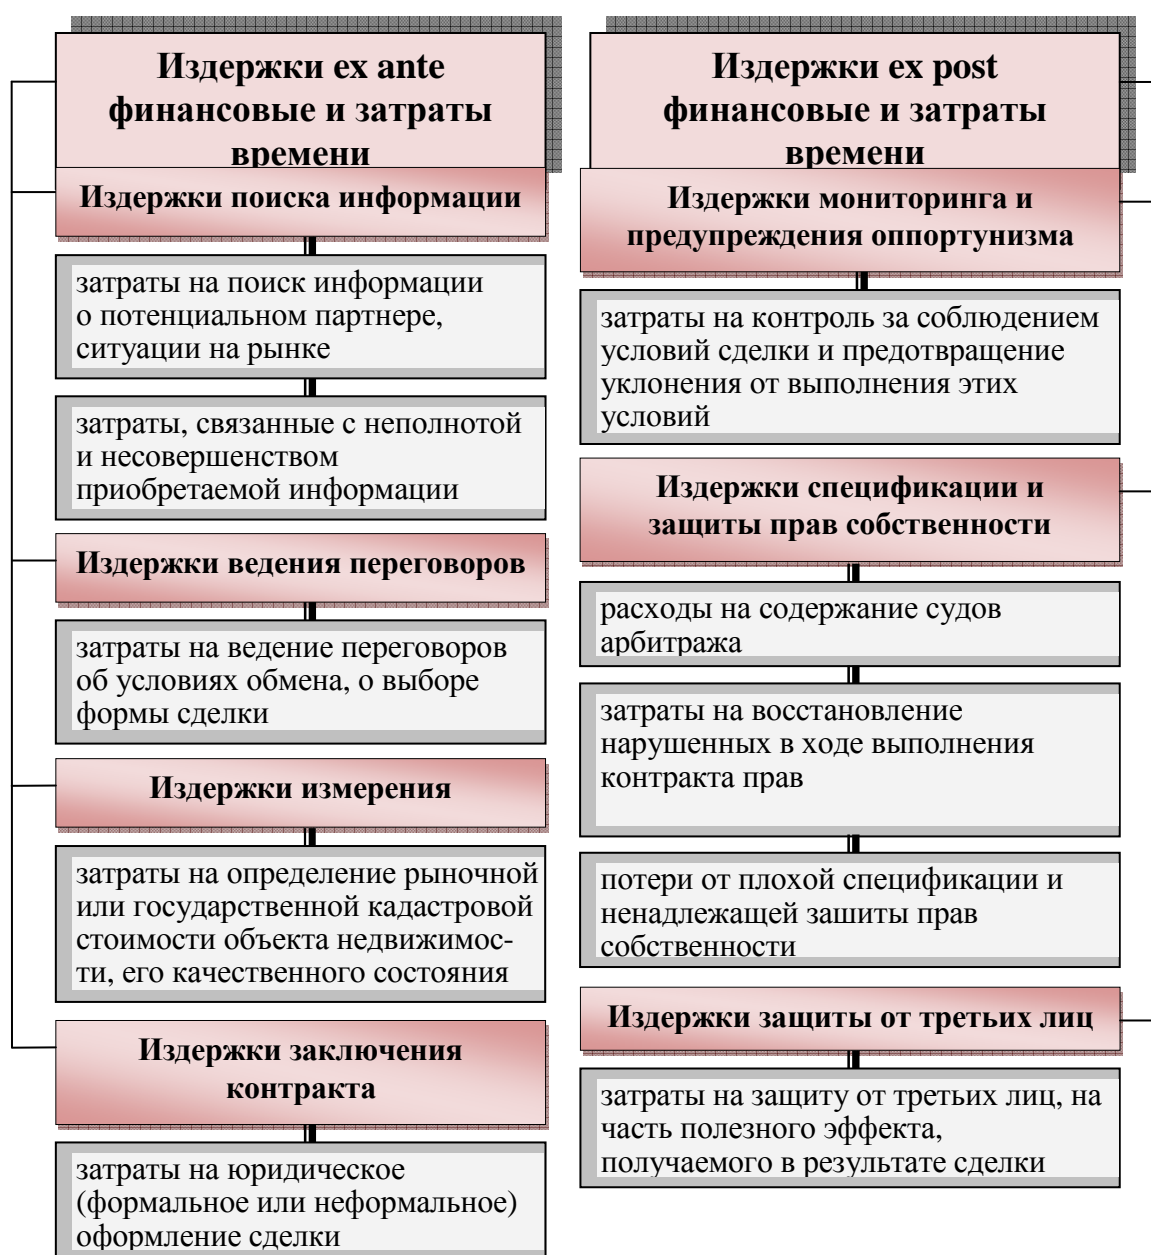 Издержки ex ante
финансовые и затраты
времени
Издержки поиска информации
затраты на поиск информации
о потенциальном партнере,
ситуации на рынке
затраты, связанные с неполнотой
и несовершенством
приобретаемой информации
Издержки ведения переговоров
затраты на ведение переговоров
об условиях обмена, о выборе
формы сделки
Издержки измерения
затраты на определение рыночной
или государственной кадастровой
стоимости объекта недвижимос-
ти, его качественного состояния
Издержки заключения
контракта
затраты на юридическое
(формальное или неформальное)
оформление сделки
Издержки ex post
финансовые и затраты
времени
Издержки мониторинга и
предупреждения оппортунизма
затраты на контроль за соблюдением
условий сделки и предотвращение
уклонения от выполнения этих
условий
Издержки спецификации и
защиты прав собственности
расходы на содержание судов
арбитража
затраты на восстановление
нарушенных в ходе выполнения
контракта прав
потери от плохой спецификации и
ненадлежащей зашиты прав
собственности
Издержки защиты от третьих лиц
затраты на защиту от третьих лиц, на
часть полезного эффекта,
получаемого в результате сделки